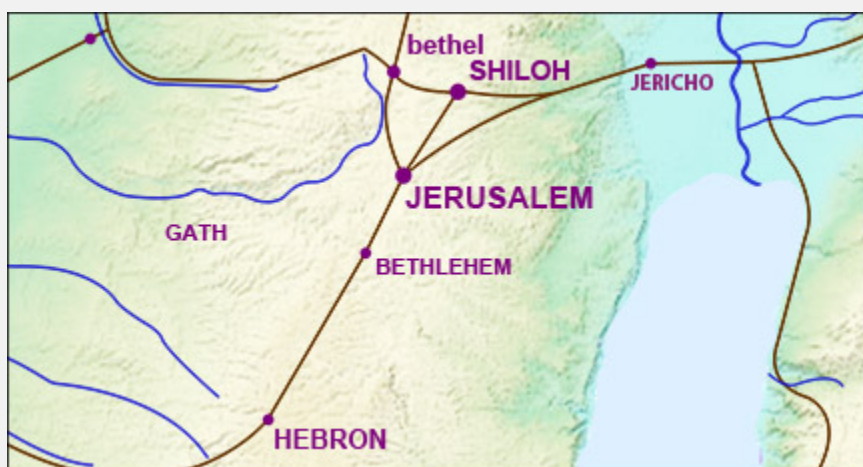 bethel
SHILOH
JERICHO
JERUSALEM
GATH
BETHLEHEM
HEBRON